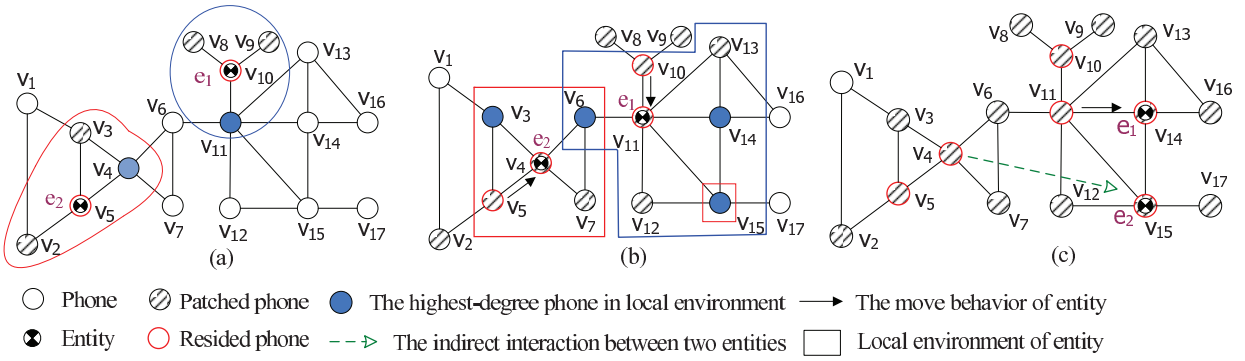 V8 V9 V13
V1 e1 V10
V3 V6 V16
V4 V11 V14
e2 V5
V2 V7 V12 V15 V17
(a)
V8 V9 V13
V1 V10
V3 V6 e1 V16
e2 V11 V14
V4
V5 V7 V12 V15
V2 V17
(b)
V8 V9 V13
V10
V1 V6 V11 V16
V3 e1 V14
V4
V5 V12 V17
V7 e2 V15
V2
(c)
Phone Patched phone The highest-degree phone in local environment The move behavior of entity
Entity Resided phone The indirect interaction between two entities Local environment of entity